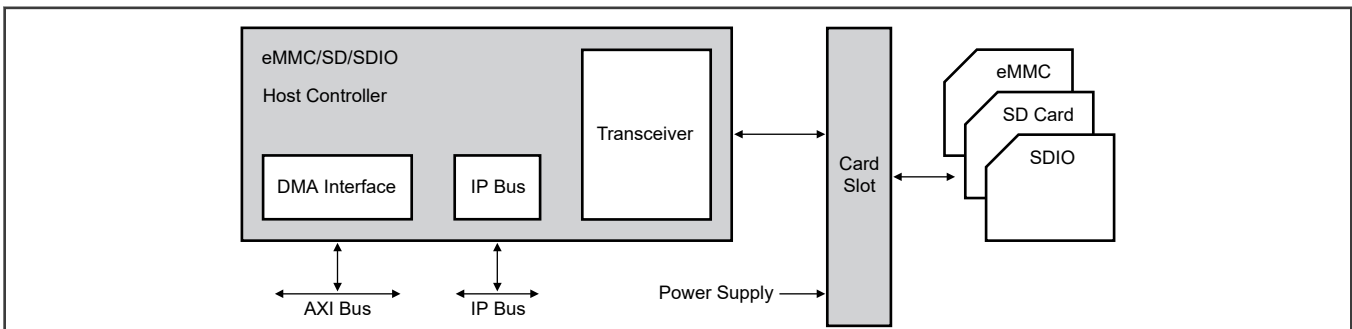 eMMC/SD/SDIO
Host Controller
Transceiver
DMA Interface
IP Bus
AXI Bus
IP Bus
Card
Slot
Power Supply
eMMC
SD Card
SDIO